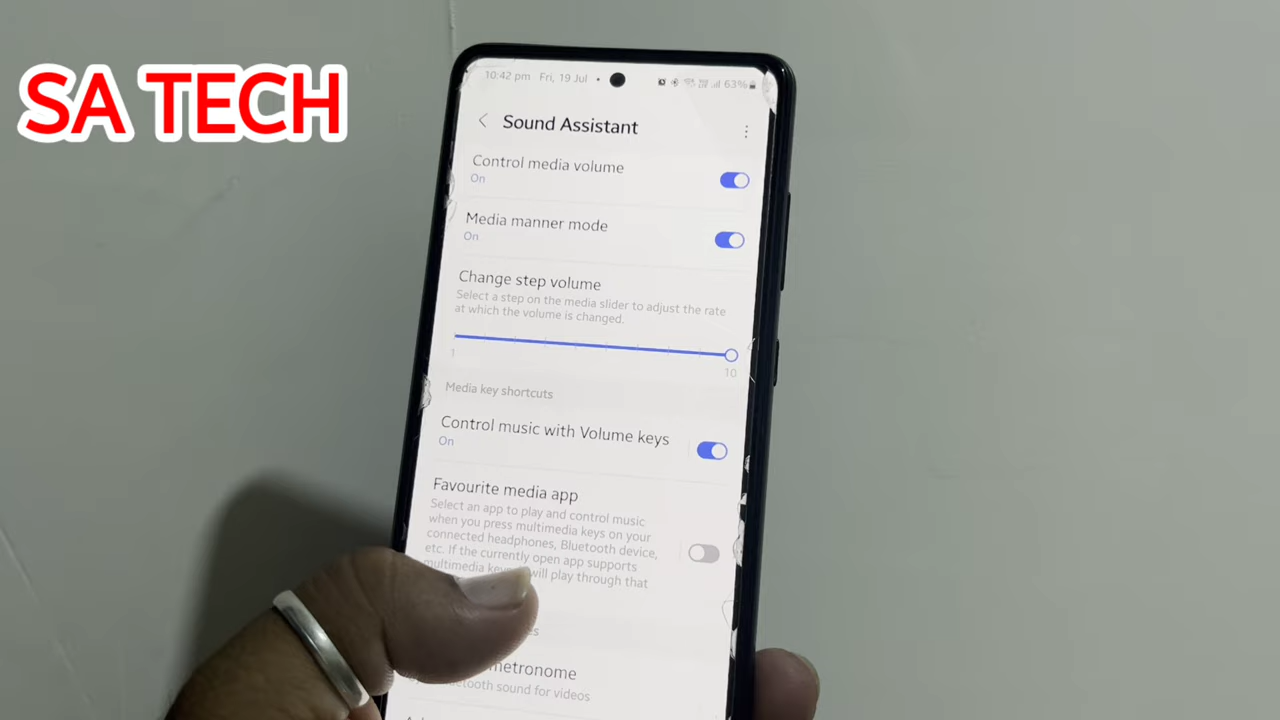 SA TECH
10:42 pm Fri, 19 Jul • 63%
Sound Assistant
Control media volume
On
Media manner mode
On
Change step volume
Select a step on the media slider to adjust the rate
at which the volume is changed.
1
10
Media key shortcuts
Control music with Volume keys
On
Favourite media app
Select an app to play and control music
when you press multimedia keys on your
connected headphones, Bluetooth device,
etc. If the currently open app supports
multimedia will play through that
metronome
sound for videos